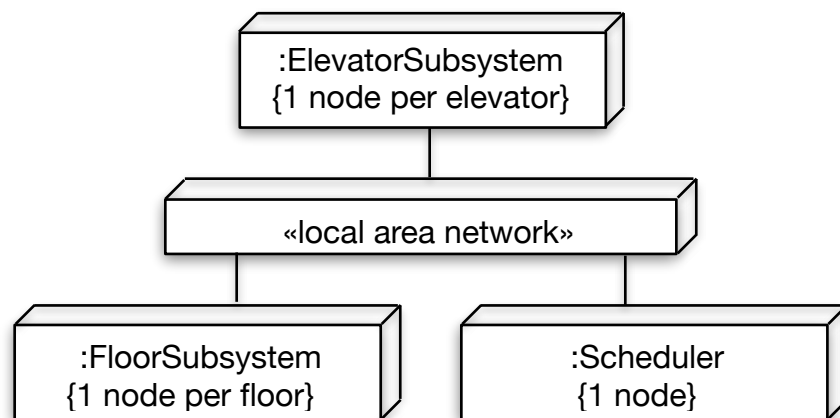 :ElevatorSubsystem
{1 node per elevator}
«local area network»
:FloorSubsystem
{1 node per floor}
:Scheduler
{1 node}